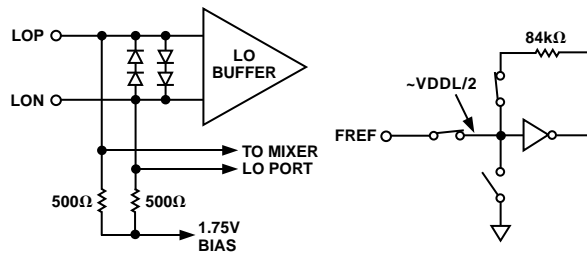 LOP
LON
LO
BUFFER
TO MIXER
LO PORT
500Ω
500Ω
1.75V
BIAS
84kΩ
~VDDL/2
FREF